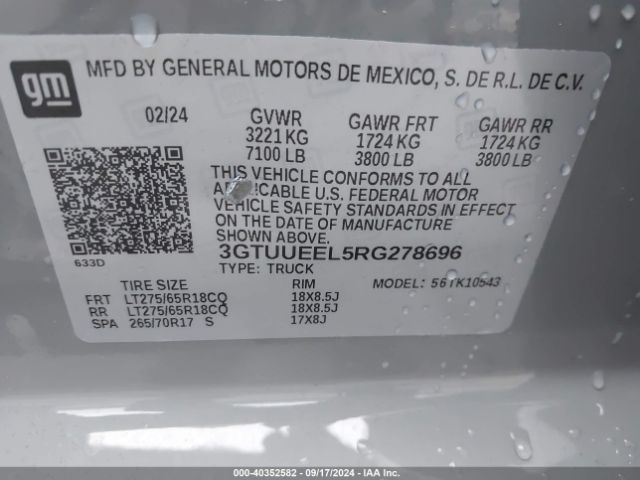 gm
MFD BY GENERAL MOTORS DE MEXICO, S. DE R.L. DE C.V.
02/24 GVWR GAWR FRT GAWR RR
3221 KG 1724 KG 1724 KG
7100 LB 3800 LB 3800 LB
THIS VEHICLE CONFORMS TO ALL
U.S. FEDERAL MOTOR
VEHICLE SAFETY STANDARDS IN EFFECT
ON THE DATE OF MANUFACTURE
SHOWN ABOVE.
633D
3GTUUEEL5RG278696
TYPE: TRUCK
TIRE SIZE RIM MODEL:
FRT LT275/65R18CQ 18X8.5J
RR LT275/65R18CQ 18X8.5J
SPA 265/70R17 S 17X8J
000-40352582 - 09/17/2024 - IAA Inc.